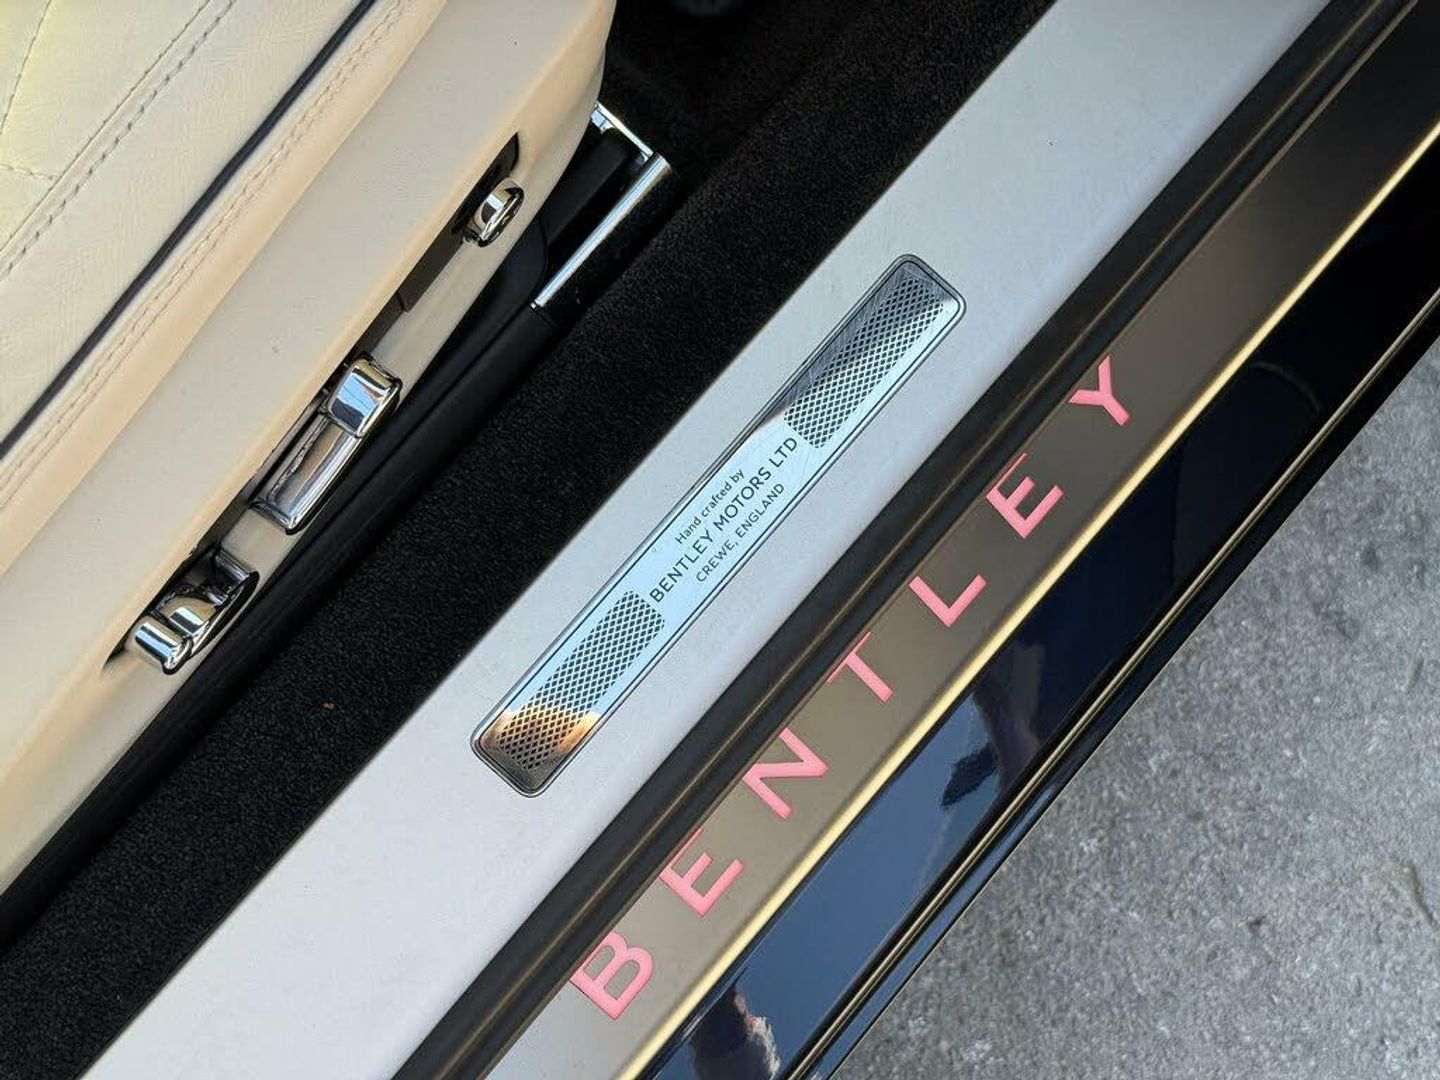 Hand crafted by
BENTLEY MOTORS LTD
CREWE, ENGLAND
BENTLEY